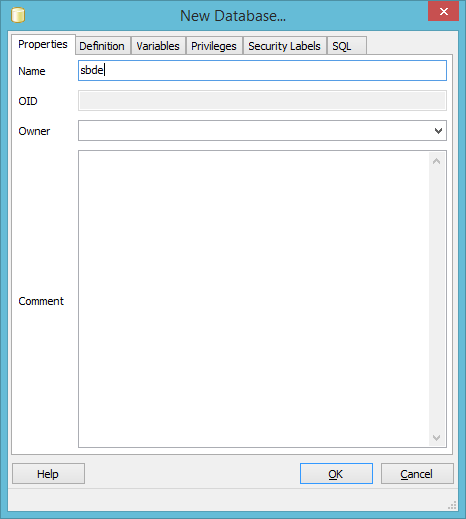 New Database...
Properties Definition Variables Privileges Security Labels SQL
Name sbde
OID
Owner
Comment
Help OK Cancel